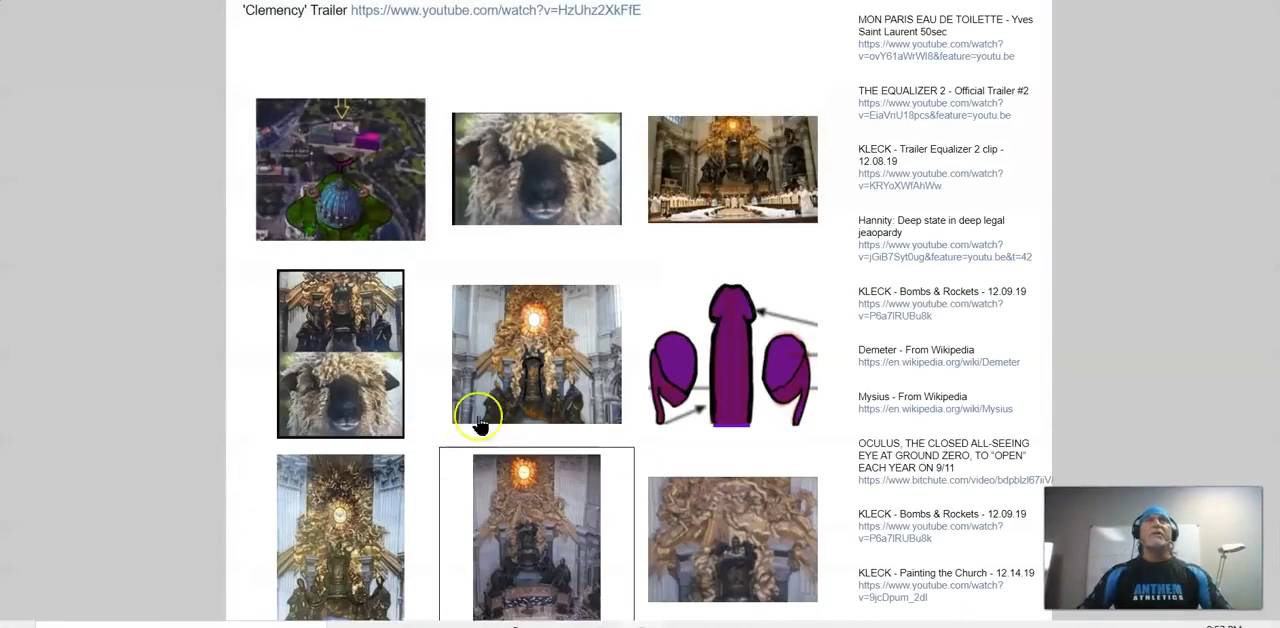 'Clemency' Trailer https://www.youtube.com/watch?v=HzUhz2XkFfE
MON PARIS EAU DE TOILETTE - Yves
Saint Laurent 50sec
https://www.youtube.com/watch?
v=ovY61aWrWI8&feature=youtu.be
THE EQUALIZER 2 - Official Trailer #2
https://www.youtube.com/watch?
v=EiaVnU18pcs&feature=youtu.be
KLECK - Trailer Equalizer 2 clip -
12.08.19
https://www.youtube.com/watch?
v=KRYoXWfAhWw
Hannity: Deep state in deep legal
jeaopardy
https://www.youtube.com/watch?
v=jGiB7Syt0ug&feature=youtu.be&t=42
KLECK - Bombs & Rockets - 12.09.19
https://www.youtube.com/watch?
v=P6a7lRUBu8k
Demeter - From Wikipedia
https://en.wikipedia.org/wiki/Demeter
Mysius - From Wikipedia
https://en.wikipedia.org/wiki/Mysius
OCULUS, THE CLOSED ALL-SEEING
EYE AT GROUND ZERO, TO "OPEN"
EACH YEAR ON 9/11
https://www.bitchute.com/video/bdpblzl67iiV/
KLECK - Bombs & Rockets - 12.09.19
https://www.youtube.com/watch?
v=P6a7lRUBu8k
KLECK - Painting the Church - 12.14.19
https://www.youtube.com/watch?
v=9jcDpum_2dI
ANTHEM
ATHLETICS